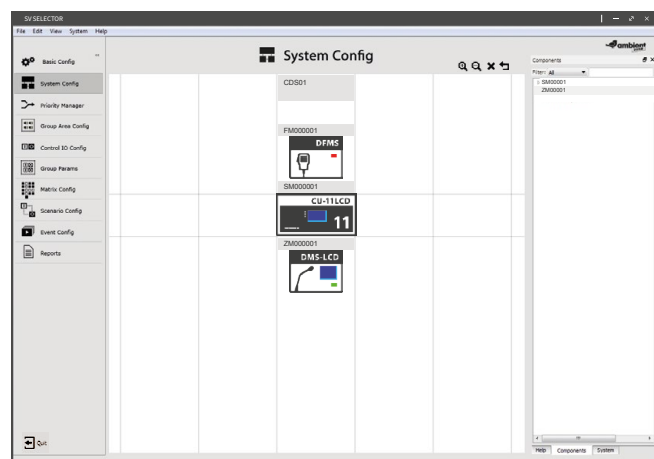 SV SELECTOR
File Edit View System Help
Basic Config
System Config
Priority Manager
Group Area Config
Control IO Config
Group Params
Matrix Config
Scenario Config
Event Config
Reports
Quit
System Config
CDS01
FM000001
DFMS
SM000001
CU-11LCD
11
ZM000001
DMS-LCD
ambient
Components
Filter: All
SM000001
ZM000001
Help Components System